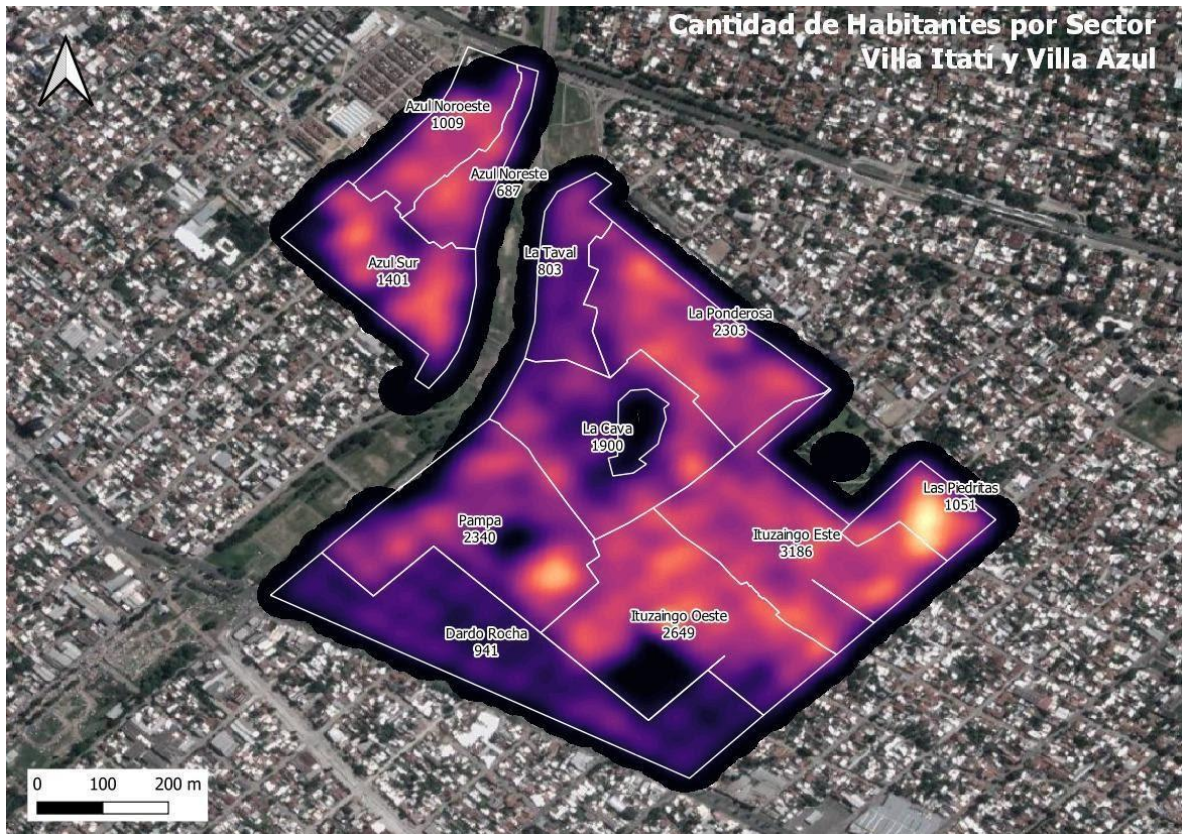 Cantidad de Habitantes por Sector
Villa Itatí y Villa Azul
Azul Noroeste
1009
Azul Noreste
687
Azul Sur
1401
La Taval
803
La Ponderosa
2303
La Cava
1900
Las Piedritas
1051
Pampa
2340
Ituzaingo Este
3186
Ituzaingo Oeste
2649
Dardo Rocha
941
0 100 200 m